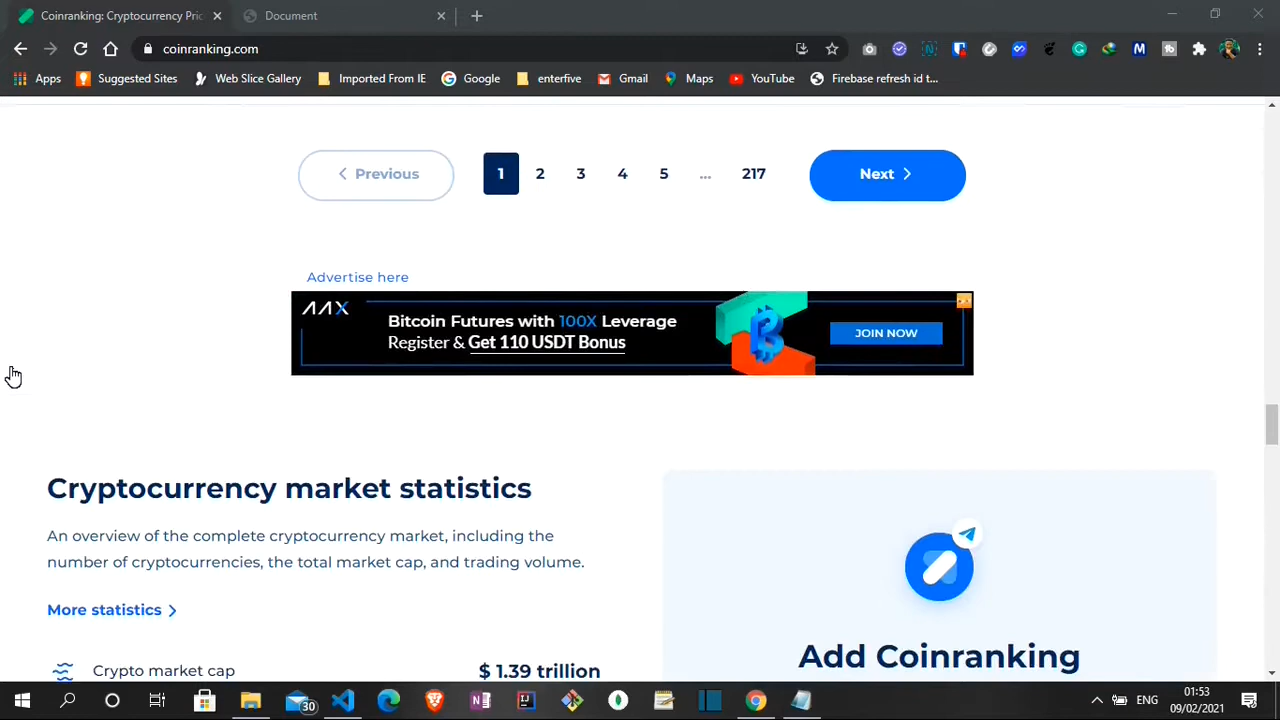 Coinranking: Cryptocurrency Pric
Document
coinranking.com
Apps
Suggested Sites
Web Slice Gallery
Imported From IE
Google
enterfive
Gmail
Maps
YouTube
Firebase refresh id t...
Previous
1
2
3
4
5
...
217
Next
Advertise here
AAX
Bitcoin Futures with 100X Leverage
Register & Get 110 USDT Bonus
JOIN NOW
Cryptocurrency market statistics
An overview of the complete cryptocurrency market, including the
number of cryptocurrencies, the total market cap, and trading volume.
More statistics
Crypto market cap
$ 1.39 trillion
Add Coinranking
30
ENG
01:53
09/02/2021